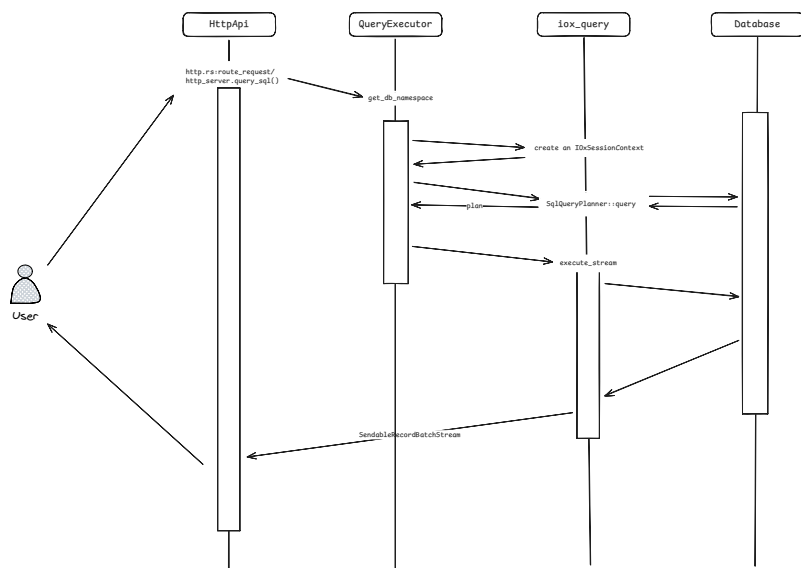 HttpApi
QueryExecutor
iox_query
Database
http.rs:route_request/
http_server.query_sql()
get_db_namespace
create an IOxSessionContext
plan
SqlQueryPlanner::query
execute_stream
User
SendableRecordBatchStream